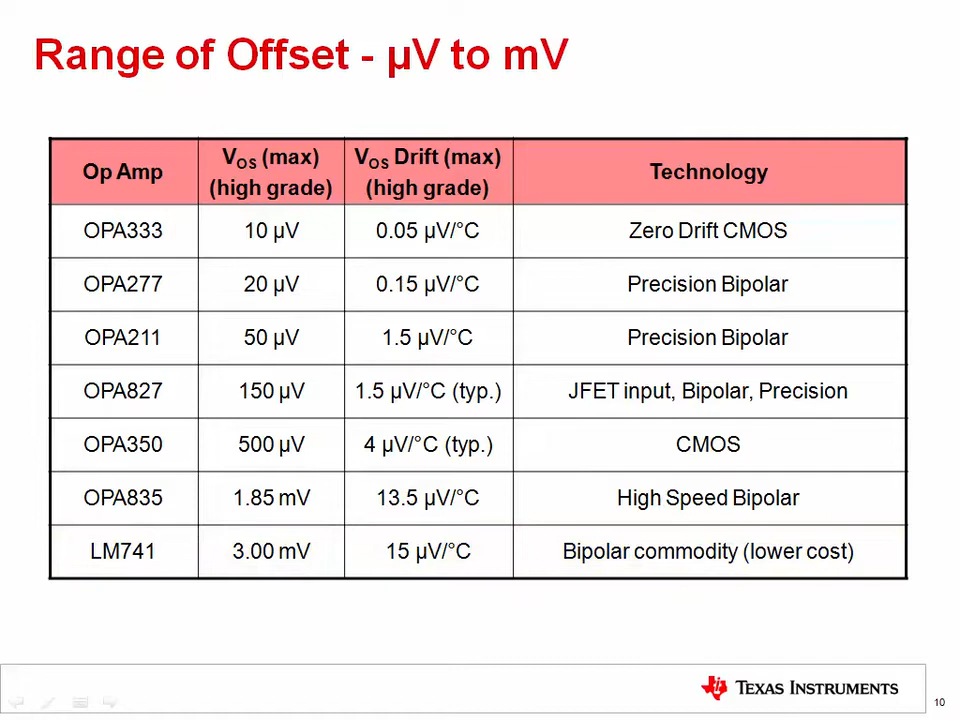 Range of Offset - µV to mV
Op Amp
VOS (max)
(high grade)
VOS Drift (max)
(high grade)
Technology
OPA333 10 µV 0.05 µV/°C Zero Drift CMOS
OPA277 20 µV 0.15 µV/°C Precision Bipolar
OPA211 50 µV 1.5 µV/°C Precision Bipolar
OPA827 150 µV 1.5 µV/°C (typ.) JFET input, Bipolar, Precision
OPA350 500 µV 4 µV/°C (typ.) CMOS
OPA835 1.85 mV 13.5 µV/°C High Speed Bipolar
LM741 3.00 mV 15 µV/°C Bipolar commodity (lower cost)
TEXAS INSTRUMENTS
10